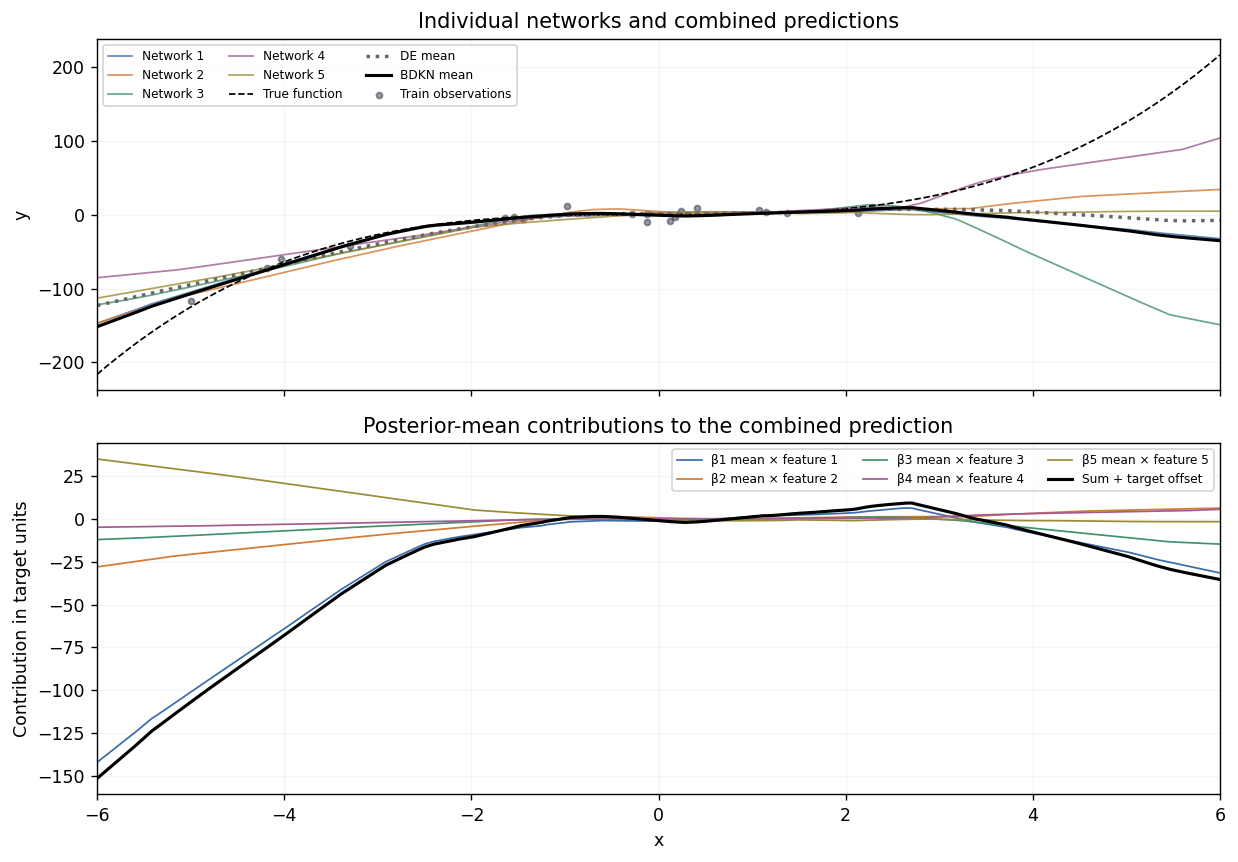 Individual networks and combined predictions
Network 1 Network 4 DE mean
Network 2 Network 5 BDKN mean
Network 3 True function Train observations
200
100
0
−100
−200
y
Posterior-mean contributions to the combined prediction
β1 mean × feature 1 β3 mean × feature 3 β5 mean × feature 5
β2 mean × feature 2 β4 mean × feature 4 Sum + target offset
25
0
−25
−50
−75
−100
−125
−150
Contribution in target units
−6 −4 −2 0 2 4 6
x